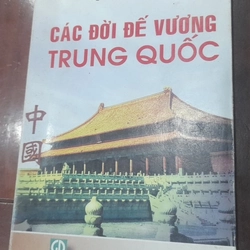 CÁC ĐỜI ĐẾ VƯƠNG
TRUNG QUỐC
中
國